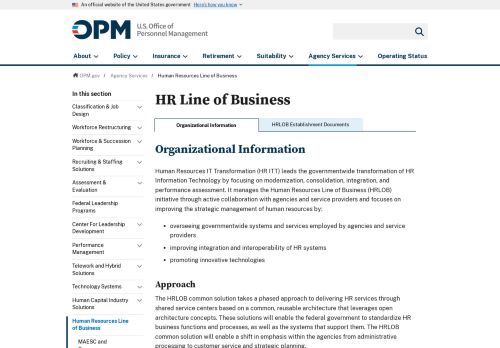 An official website of the United States government Here's how you know
OPM U.S. Office of
Personnel Management
About Policy Insurance Retirement Suitability Agency Services Operating Status
OPM.gov / Agency Services / Human Resources Line of Business
In this section
Classification & Job
Design
Workforce Restructuring
Workforce & Succession
Planning
Recruiting & Staffing
Solutions
Assessment &
Evaluation
Federal Leadership
Programs
Center For Leadership
Development
Performance
Management
Telework and Hybrid
Solutions
Technology Systems
Human Capital Industry
Solutions
Human Resources Line
of Business
MAESC and
HR Line of Business
Organizational Information HRLOB Establishment Documents
Organizational Information
Human Resources IT Transformation (HR ITT) leads the governmentwide transformation of HR
Information Technology by focusing on modernization, consolidation, integration, and
performance assessment. It manages the Human Resources Line of Business (HRLOB)
initiative through active collaboration with agencies and service providers and focuses on
improving the strategic management of human resources by:
• overseeing governmentwide systems and services employed by agencies and service
providers
• improving integration and interoperability of HR systems
• promoting innovative technologies
Approach
The HRLOB common solution takes a phased approach to delivering HR services through
shared service centers based on a common, reusable architecture that leverages open
architecture concepts. These solutions will enable the federal government to standardize HR
business functions and processes, as well as the systems that support them. The HRLOB
common solution will enable a shift in emphasis within the agencies from administrative
processing to customer service and strategic planning.